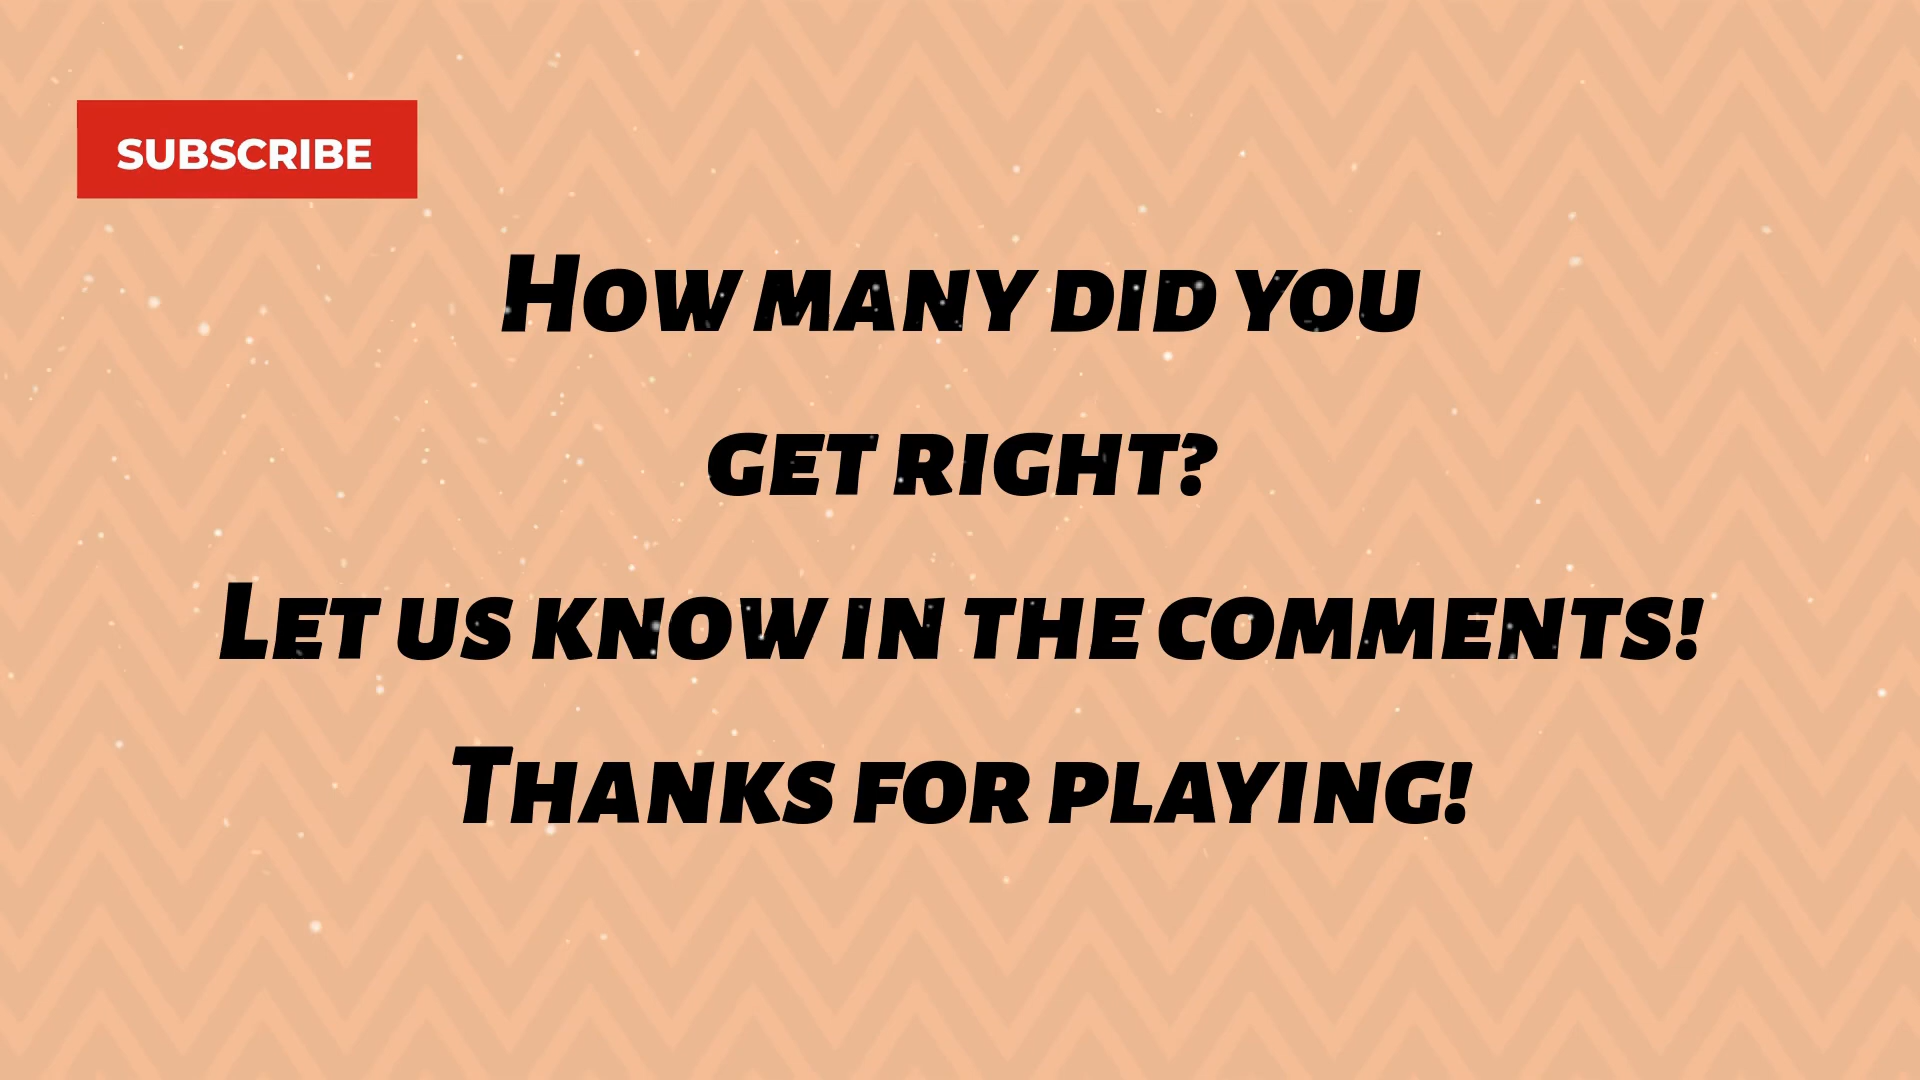 SUBSCRIBE
How many did you
get right?
Let us know in the comments!
Thanks for playing!